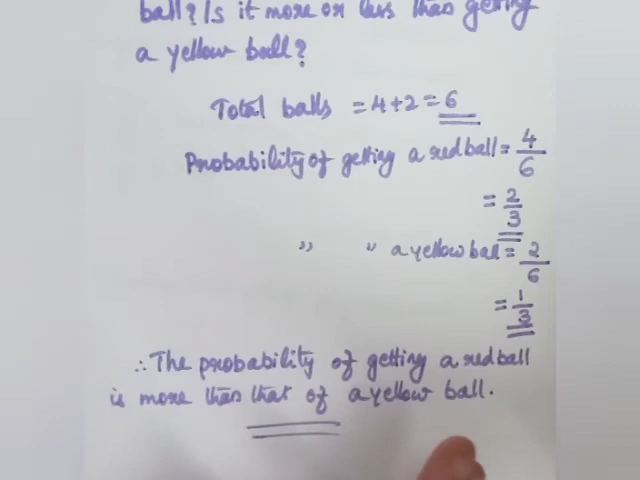 ball? Is it more or less than getting
a yellow ball?
Total balls = 4+2 = 6
Probability of getting a red ball = 4/6
= 2/3
,, ,, a yellow ball = 2/6
= 1/3
∴ The probability of getting a red ball
is more than that of a yellow ball.